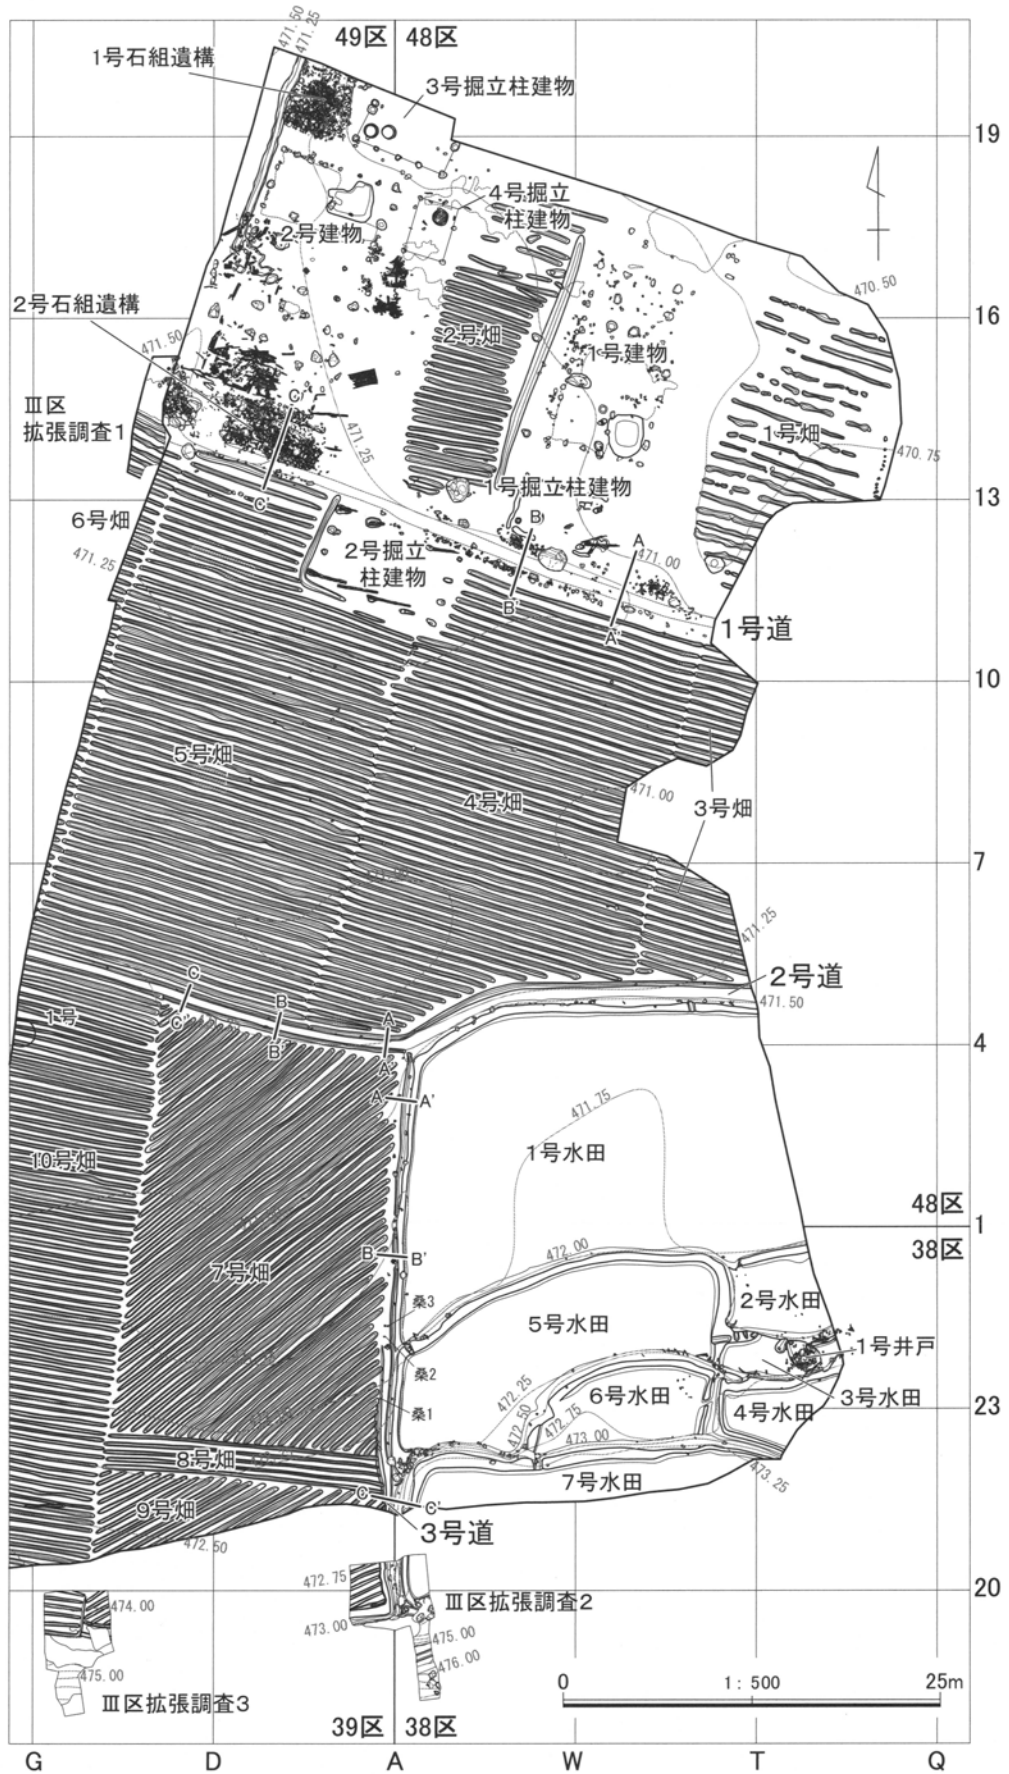 49区
48区
471.50
471.25
1号石組遺構
3号掘立柱建物
19
4号掘立
柱建物
2号建物
2号石組遺構
470.50
16
2号畑
1号建物
471.50
Ⅲ区
拡張調査1
C
471.25
1号畑
470.75
C'
1号掘立柱建物
13
6号畑
B
A
2号掘立
柱建物
471.00
471.25
B'
A'
1号道
10
5号畑
4号畑
471.00
3号畑
7
471.25
C
2号道
471.50
B
A
1号
C'
B'
A'
4
A
A'
471.75
1号水田
10号畑
48区
1
38区
B
B'
472.00
7号畑
2号水田
桑3
5号水田
1号井戸
桑2
472.25
6号水田
3号水田
桑1
4号水田
23
472.50
472.75
473.00
8号畑
7号水田
473.25
9号畑
C
C'
3号道
472.50
20
472.75
474.00
Ⅲ区拡張調査2
473.00
475.00
476.00
475.00
Ⅲ区拡張調査3
0
1：500
25m
39区
38区
G
D
A
W
T
Q